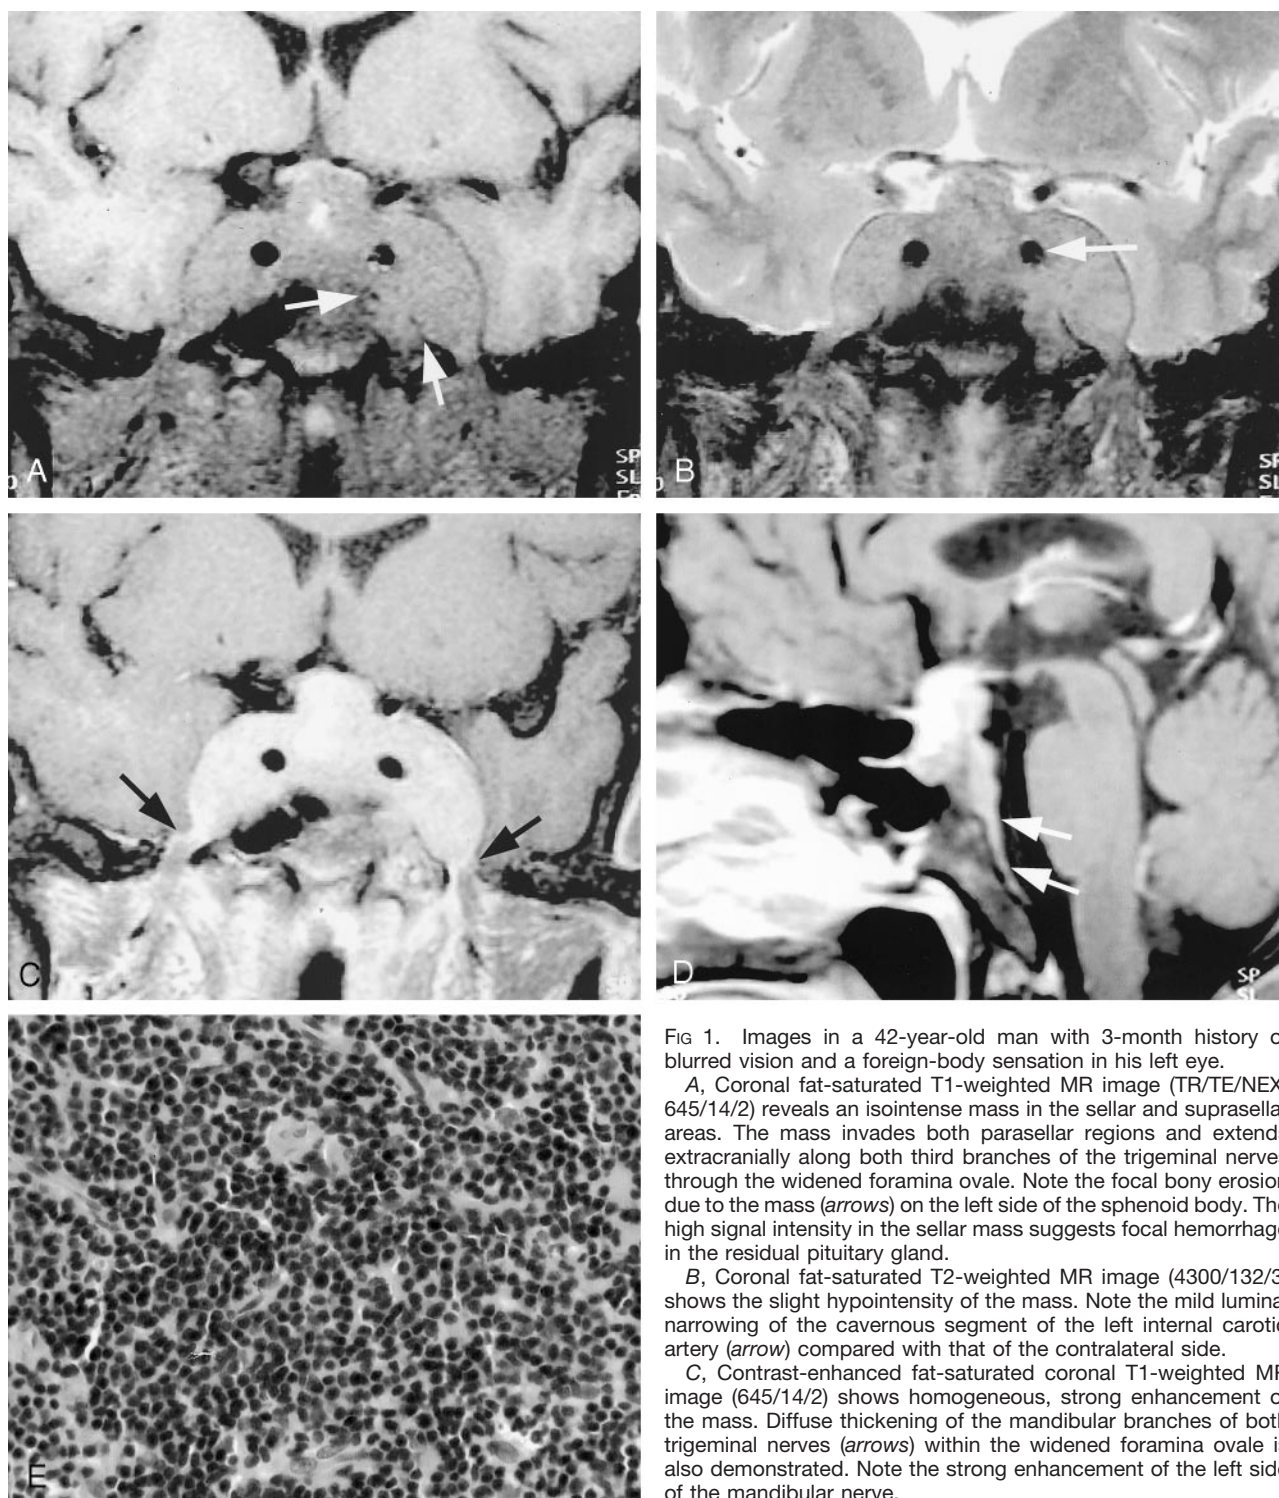 SP
SL
A
SP
SL
B
C
SP
D
SP
SL
E
FIG 1. Images in a 42-year-old man with 3-month history o
blurred vision and a foreign-body sensation in his left eye.
A, Coronal fat-saturated T1-weighted MR image (TR/TE/NEX
645/14/2) reveals an isointense mass in the sellar and suprasella
areas. The mass invades both parasellar regions and extend
extracranially along both third branches of the trigeminal nerve
through the widened foramina ovale. Note the focal bony erosion
due to the mass (arrows) on the left side of the sphenoid body. The
high signal intensity in the sellar mass suggests focal hemorrhage
in the residual pituitary gland.
B, Coronal fat-saturated T2-weighted MR image (4300/132/3
shows the slight hypointensity of the mass. Note the mild lumina
narrowing of the cavernous segment of the left internal carotid
artery (arrow) compared with that of the contralateral side.
C, Contrast-enhanced fat-saturated coronal T1-weighted MR
image (645/14/2) shows homogeneous, strong enhancement o
the mass. Diffuse thickening of the mandibular branches of both
trigeminal nerves (arrows) within the widened foramina ovale i
also demonstrated. Note the strong enhancement of the left side
of the mandibular nerve.